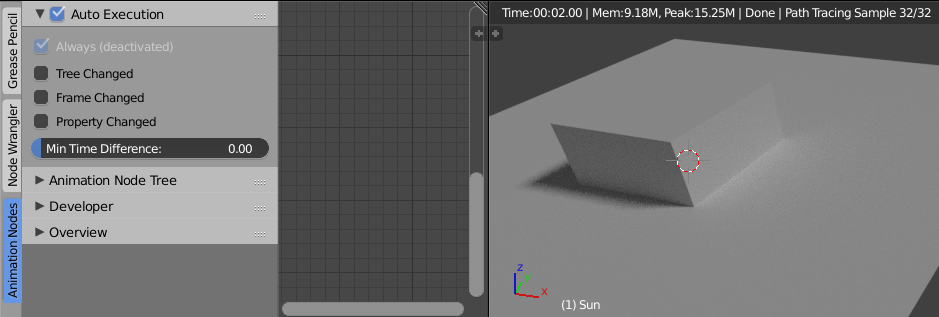 Grease Pencil
Node Wrangler
Animation Nodes
Auto Execution
Always (deactivated)
Tree Changed
Frame Changed
Property Changed
Min Time Difference: 0.00
Animation Node Tree
Developer
Overview
Time:00:02.00 | Mem:9.18M, Peak:15.25M | Done | Path Tracing Sample 32/32
z
y
x
(1) Sun